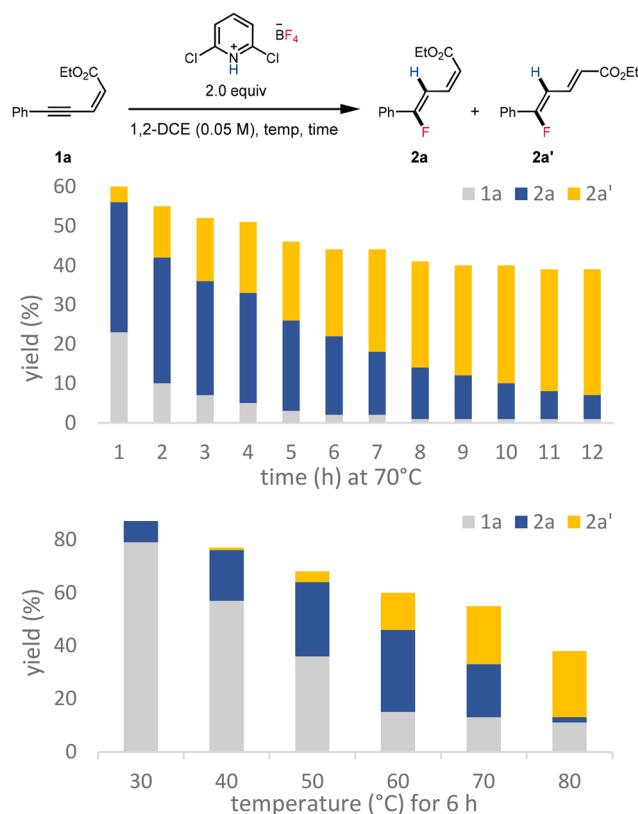 BF4
−
Cl N+ Cl
H
EtO2C
2.0 equiv
Ph
1,2-DCE (0.05 M), temp, time
1a
EtO2C
H
Ph
F
2a
+
H
CO2Et
Ph
F
2a'
1a 2a 2a'
yield (%)
60
50
40
30
20
10
0
1 2 3 4 5 6 7 8 9 10 11 12
time (h) at 70°C
1a 2a 2a'
yield (%)
80
60
40
20
0
30 40 50 60 70 80
temperature (°C) for 6 h